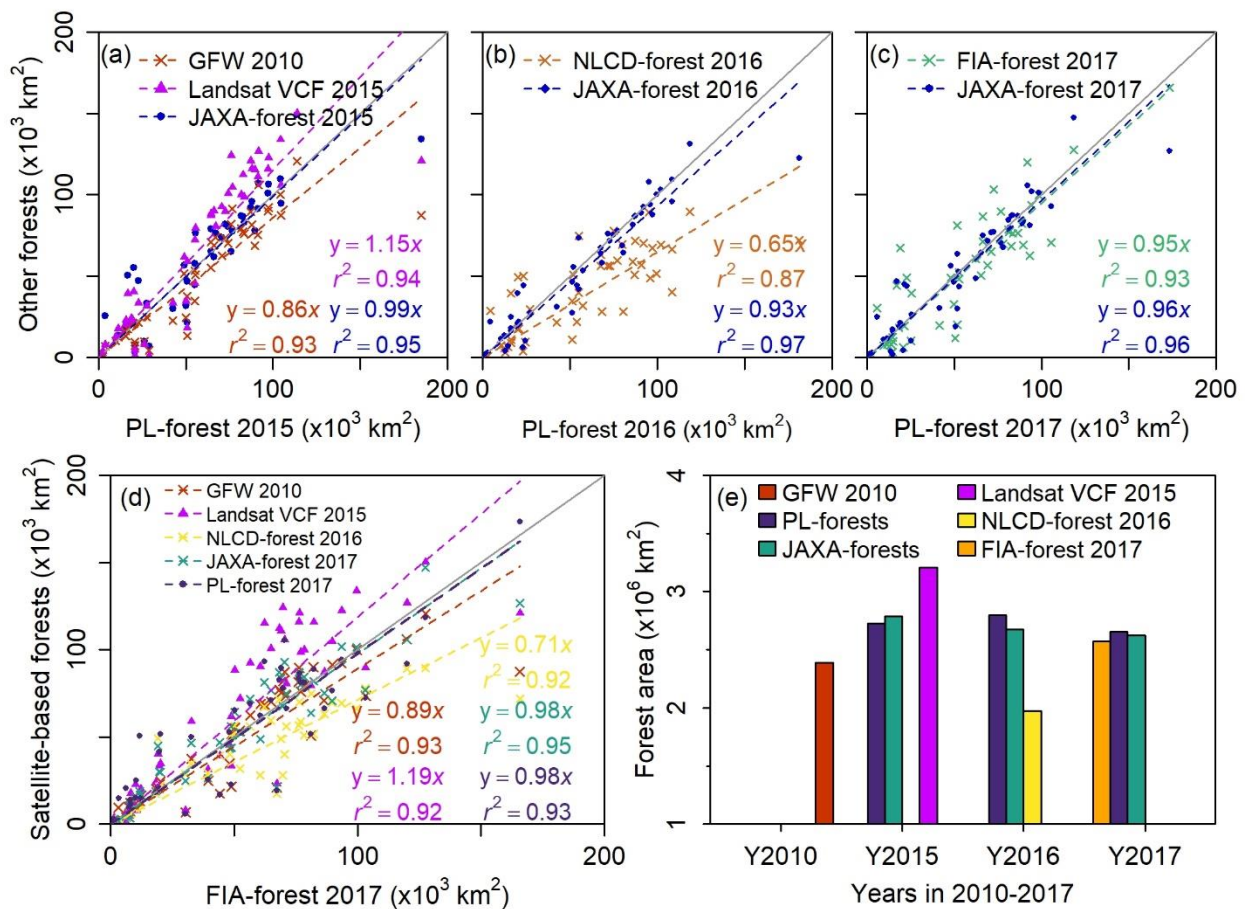 (a)
GFW 2010
Landsat VCF 2015
JAXA-forest 2015
y = 1.15x
r² = 0.94
y = 0.86x
r² = 0.93
y = 0.99x
r² = 0.95
200
100
0
Other forests (x10³ km²)
0 100 200
PL-forest 2015 (x10³ km²)
(b)
NLCD-forest 2016
JAXA-forest 2016
y = 0.65x
r² = 0.87
y = 0.93x
r² = 0.97
0 100 200
PL-forest 2016 (x10³ km²)
(c)
FIA-forest 2017
JAXA-forest 2017
y = 0.95x
r² = 0.93
y = 0.96x
r² = 0.96
0 100 200
PL-forest 2017 (x10³ km²)
(d)
GFW 2010
Landsat VCF 2015
NLCD-forest 2016
JAXA-forest 2017
PL-forest 2017
y = 0.71x
r² = 0.92
y = 0.89x
r² = 0.93
y = 0.98x
r² = 0.95
y = 1.19x
r² = 0.92
y = 0.98x
r² = 0.93
200
100
0
Satellite-based forests (x10³ km²)
0 100 200
FIA-forest 2017 (x10³ km²)
(e)
GFW 2010
PL-forests
JAXA-forests
Landsat VCF 2015
NLCD-forest 2016
FIA-forest 2017
4
3
2
1
Forest area (x10⁶ km²)
Y2010 Y2015 Y2016 Y2017
Years in 2010-2017